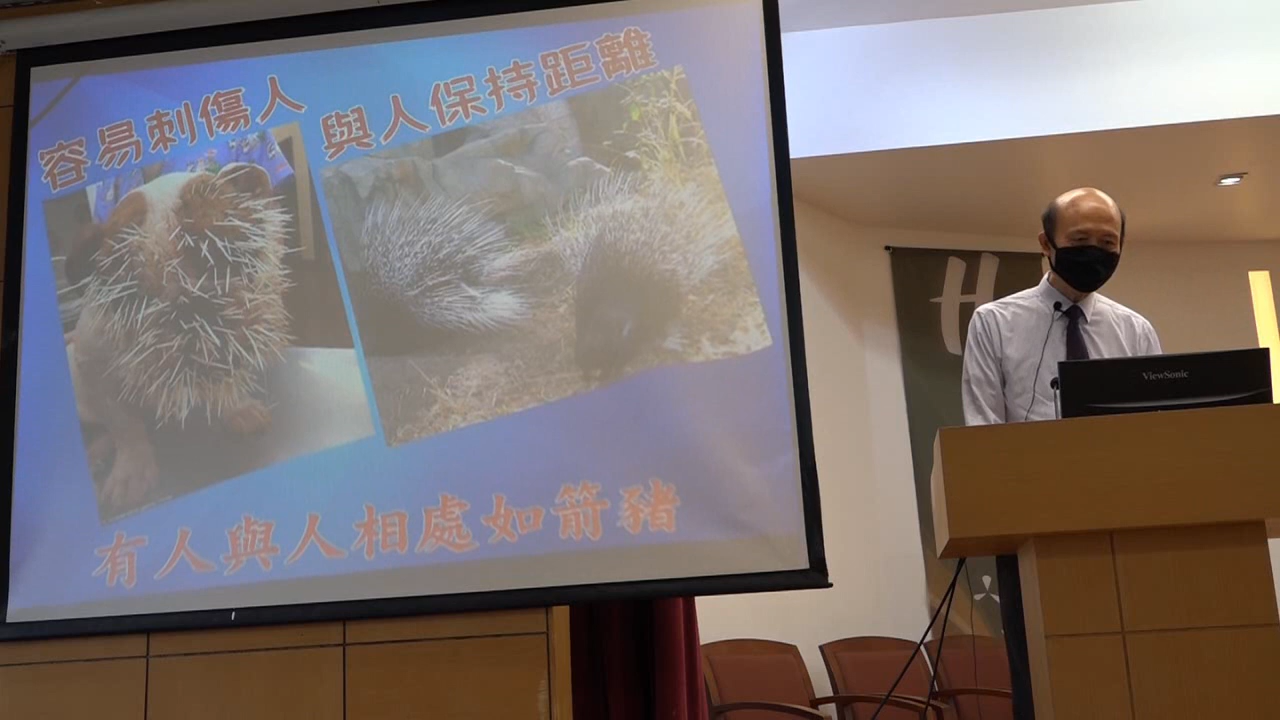 容易刺傷人
與人保持距離
有人與人相處如箭豬
ViewSonic
H